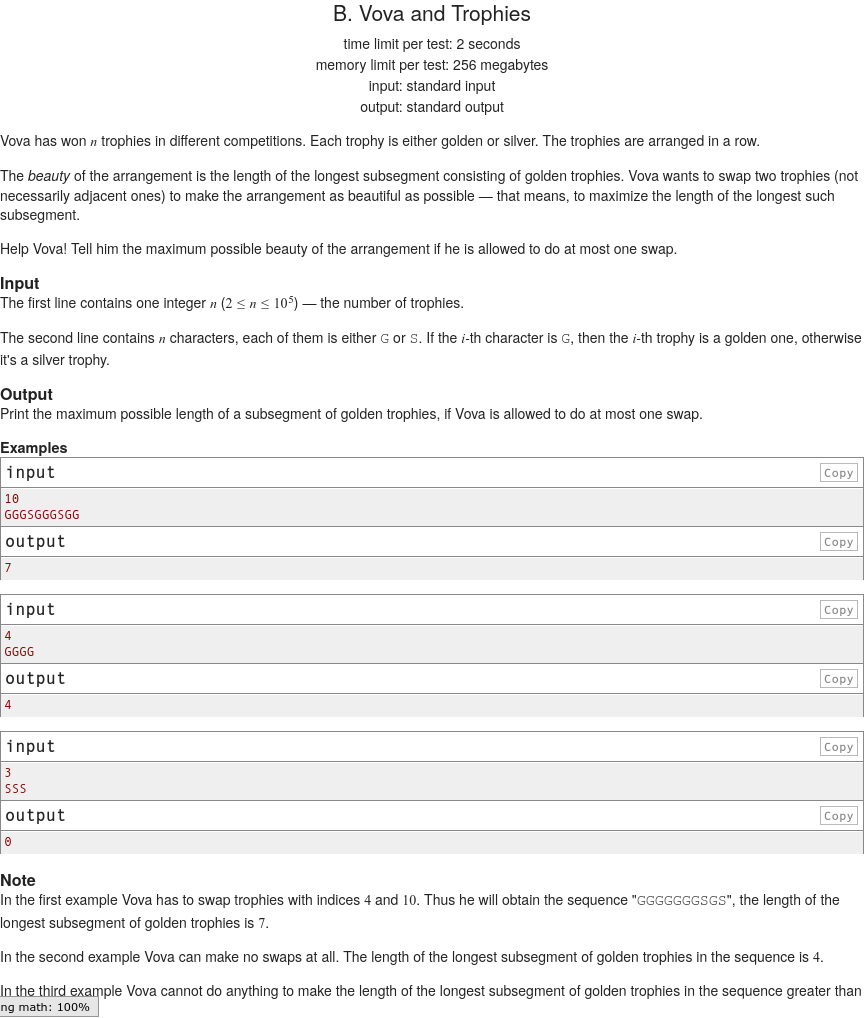 B. Vova and Trophies
time limit per test: 2 seconds
memory limit per test: 256 megabytes
input: standard input
output: standard output
Vova has won n trophies in different competitions. Each trophy is either golden or silver. The trophies are arranged in a row.
The beauty of the arrangement is the length of the longest subsegment consisting of golden trophies. Vova wants to swap two trophies (not
necessarily adjacent ones) to make the arrangement as beautiful as possible — that means, to maximize the length of the longest such
subsegment.
Help Vova! Tell him the maximum possible beauty of the arrangement if he is allowed to do at most one swap.
Input
The first line contains one integer n (2 ≤ n ≤ 10⁵) — the number of trophies.
The second line contains n characters, each of them is either G or S. If the i-th character is G, then the i-th trophy is a golden one, otherwise
it's a silver trophy.
Output
Print the maximum possible length of a subsegment of golden trophies, if Vova is allowed to do at most one swap.
Examples
input Copy
10
GGGSGGGSGG
output Copy
7
input Copy
4
GGGG
output Copy
4
input Copy
3
SSS
output Copy
0
Note
In the first example Vova has to swap trophies with indices 4 and 10. Thus he will obtain the sequence "GGGGGGGSGS", the length of the
longest subsegment of golden trophies is 7.
In the second example Vova can make no swaps at all. The length of the longest subsegment of golden trophies in the sequence is 4.
In the third example Vova cannot do anything to make the length of the longest subsegment of golden trophies in the sequence greater than
ng math: 100%